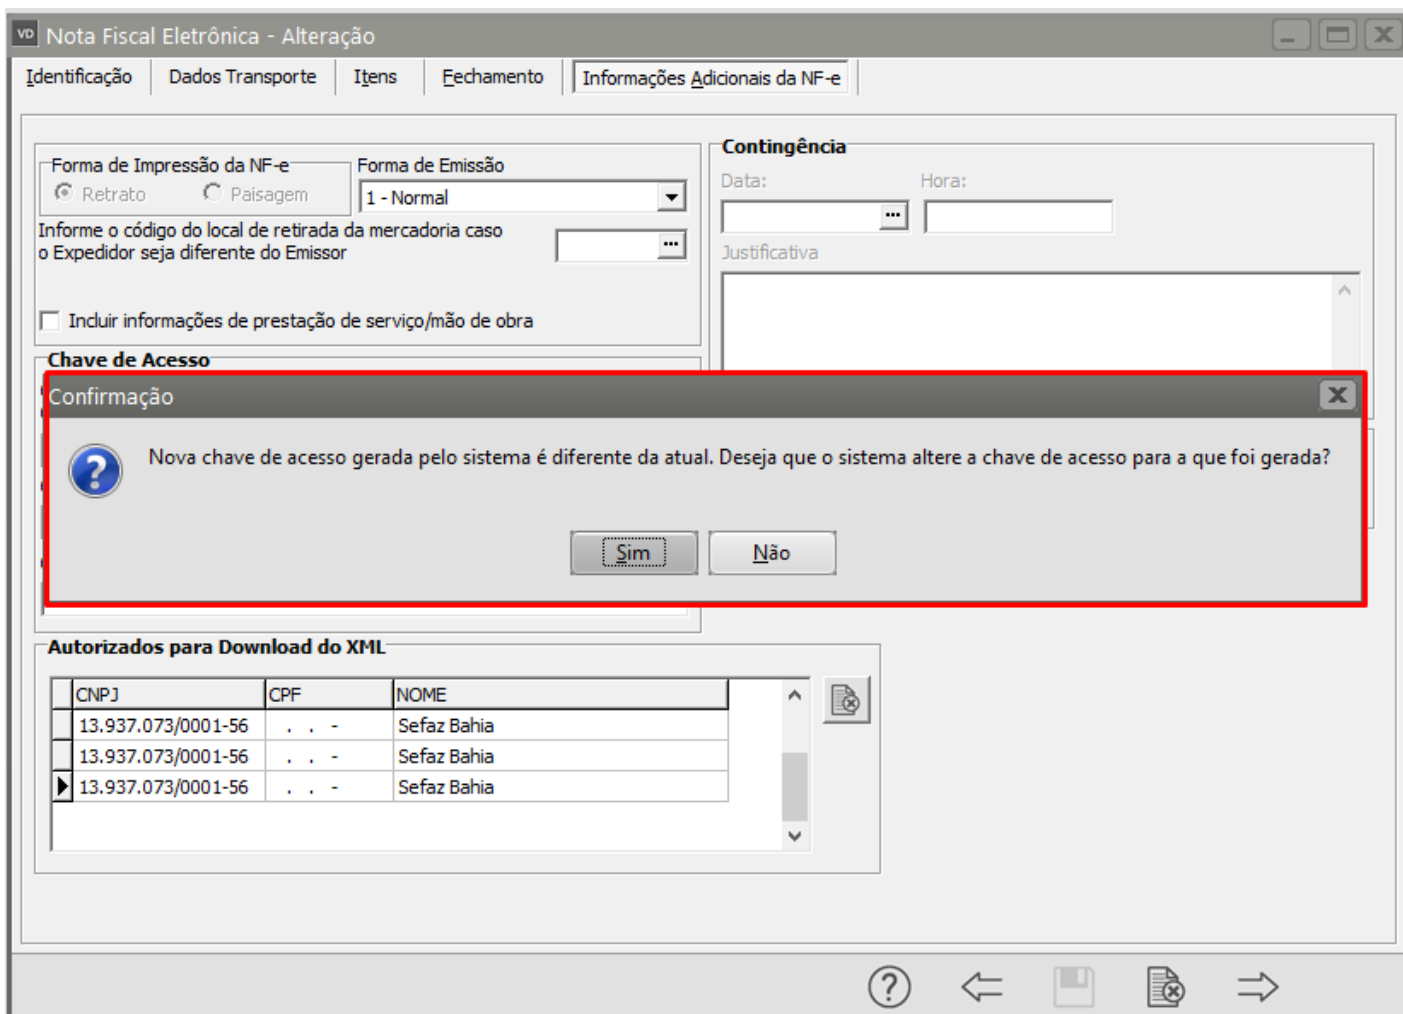 VD Nota Fiscal Eletrônica - Alteração
Identificação Dados Transporte Itens Fechamento Informações Adicionais da NF-e
Forma de Impressão da NF-e
Retrato Paisagem
Forma de Emissão
1 - Normal
Informe o código do local de retirada da mercadoria caso
o Expedidor seja diferente do Emissor
...
Incluir informações de prestação de serviço/mão de obra
Contingência
Data: Hora:
...
Justificativa
Chave de Acesso
Confirmação
Nova chave de acesso gerada pelo sistema é diferente da atual. Deseja que o sistema altere a chave de acesso para a que foi gerada?
Sim Não
Autorizados para Download do XML
CNPJ CPF NOME
13.937.073/0001-56 . . - Sefaz Bahia
13.937.073/0001-56 . . - Sefaz Bahia
13.937.073/0001-56 . . - Sefaz Bahia